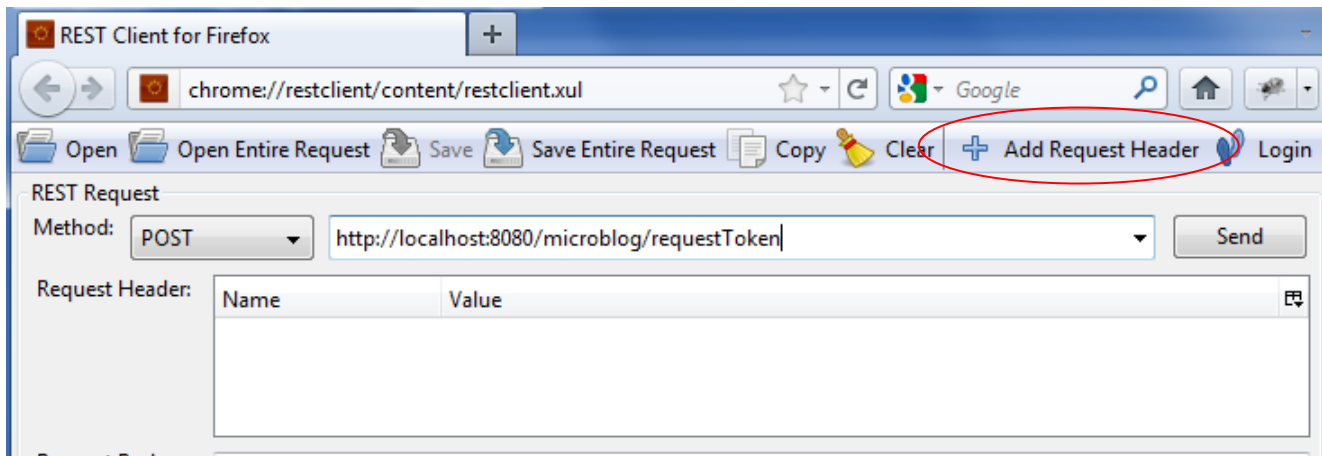 REST Client for Firefox
chrome://restclient/content/restclient.xul Google
Open Open Entire Request Save Save Entire Request Copy Clear Add Request Header Login
REST Request
Method: POST http://localhost:8080/microblog/requestToken Send
Request Header: Name Value